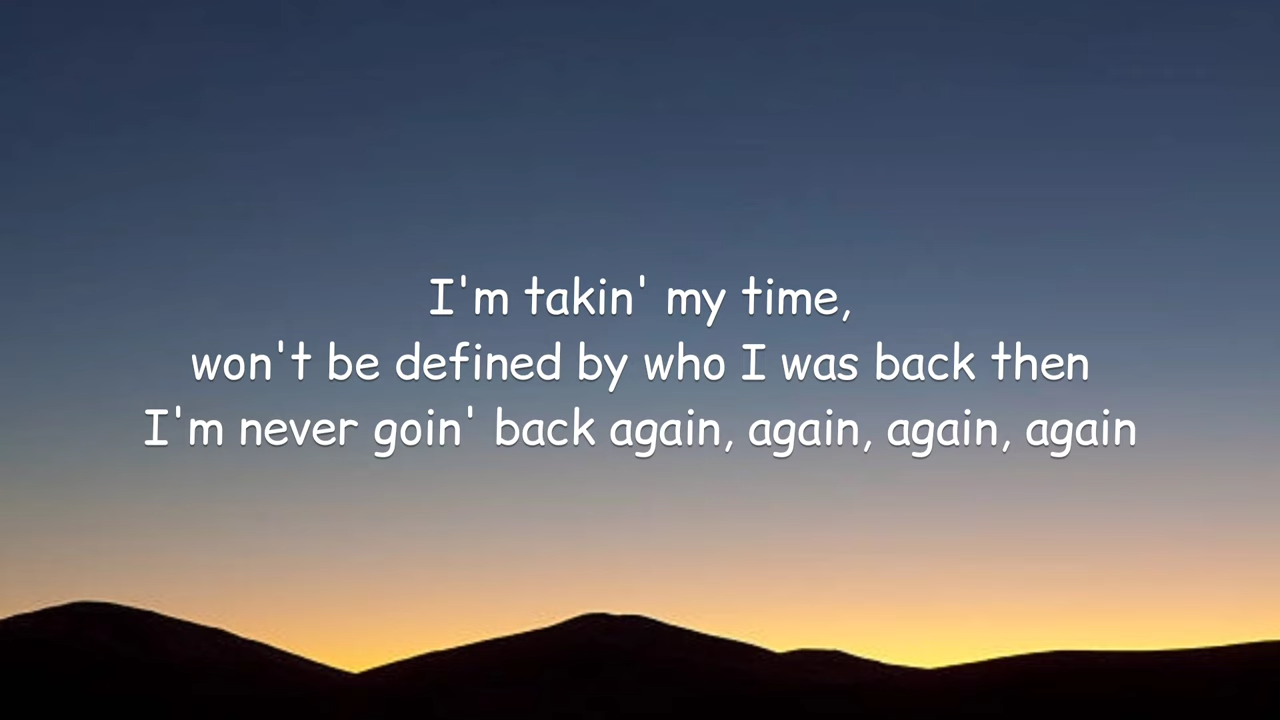 I'm takin' my time,
won't be defined by who I was back then
I'm never goin' back again, again, again, again